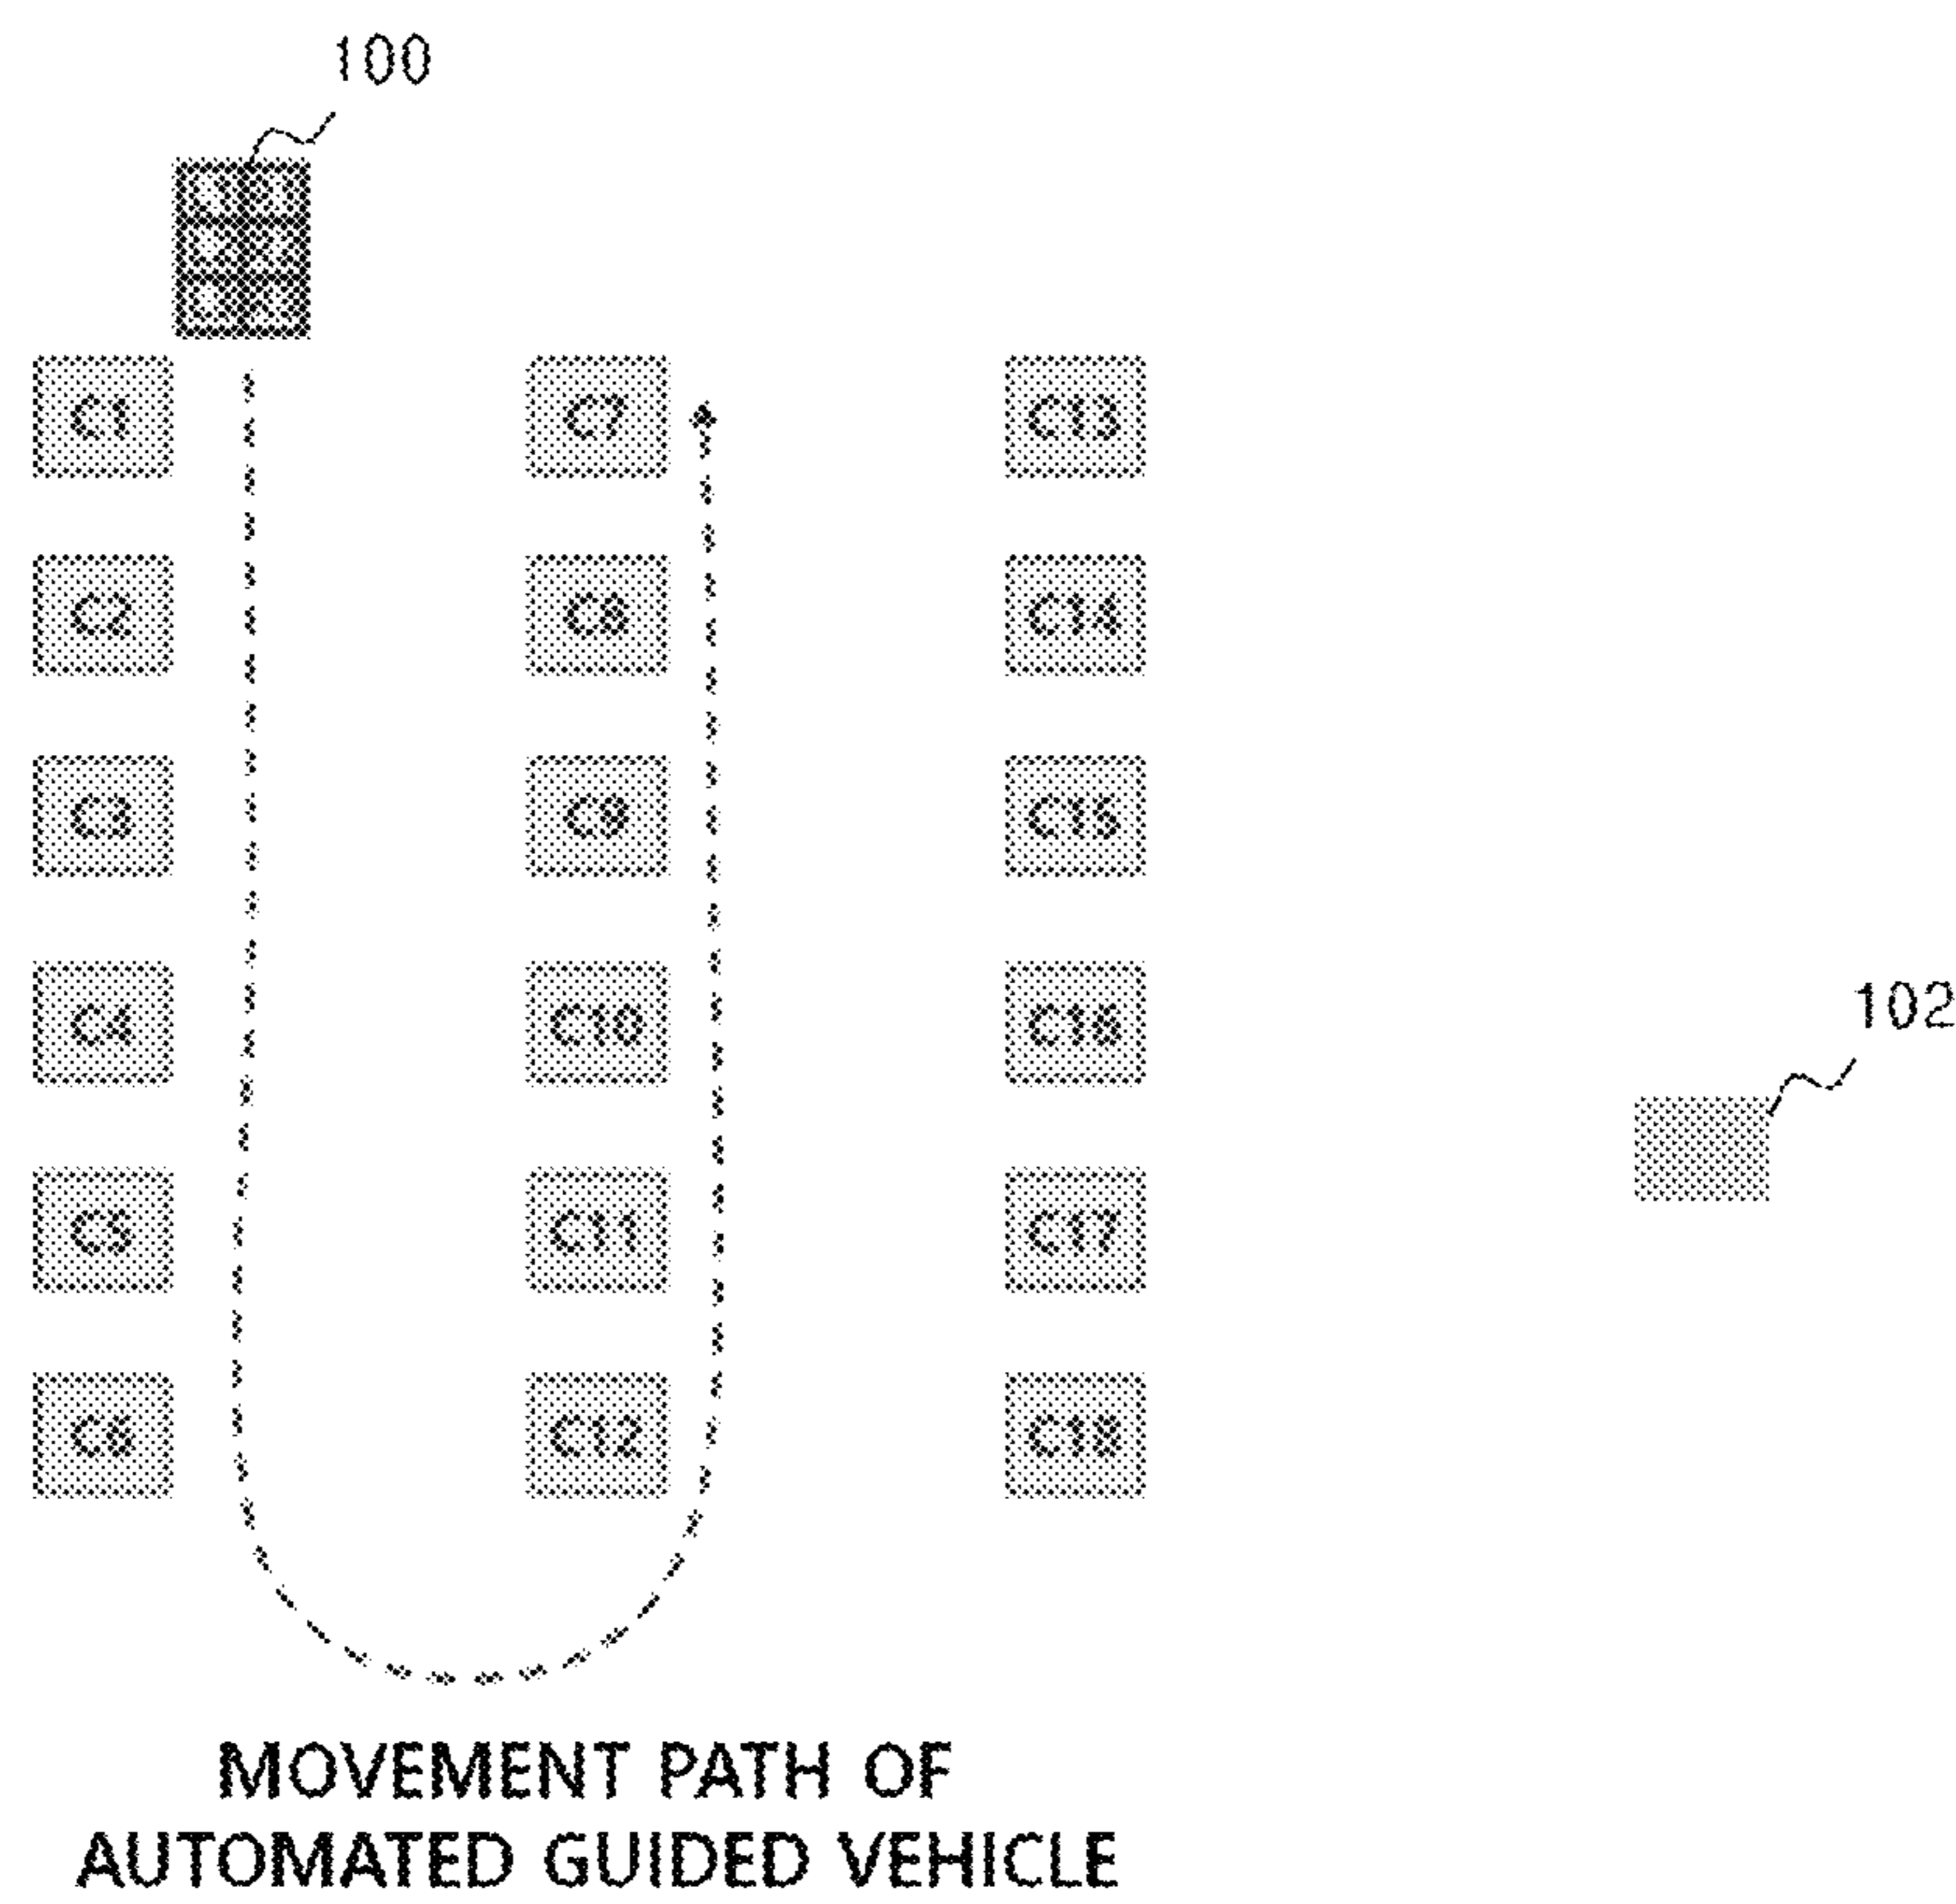 100
C1 C7 C13
C2 C8 C14
C3 C9 C15
C4 C10 C16
102
C5 C11 C17
C6 C12 C18
MOVEMENT PATH OF
AUTOMATED GUIDED VEHICLE